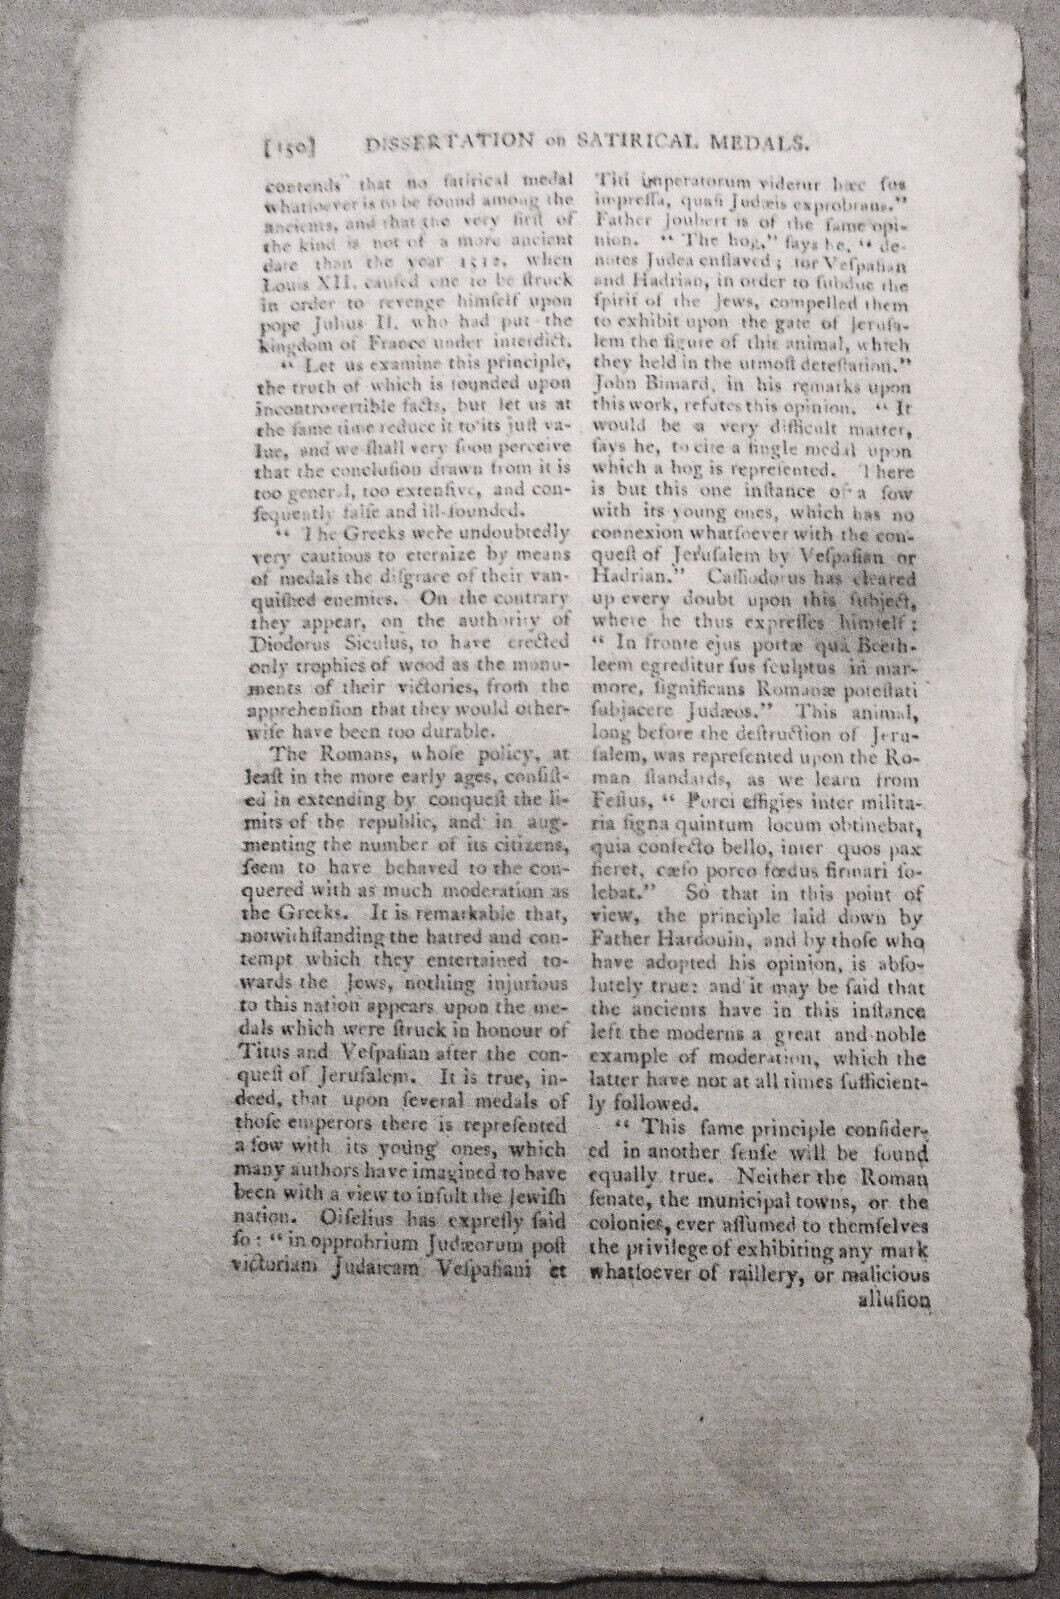 [150] DISSERTATION on SATIRICAL MEDALS.
contends that no ſatirical medal
whatſoever is to be found among the
ancients, and that the very firſt of
the kind is not of a more ancient
date than the year 1512, when
Louis XII. cauſed one to be ſtruck
in order to revenge himſelf upon
pope Julius II. who had put the
kingdom of France under interdict.
“ Let us examine this principle,
the truth of which is founded upon
incontrovertible facts, but let us at
the ſame time reduce it to its juſt va-
lue, and we ſhall very ſoon perceive
that the concluſion drawn from it is
too general, too extenſive, and con-
ſequently falſe and ill-founded.
“ The Greeks were undoubtedly
very cautious to eternize by means
of medals the diſgrace of their van-
quiſhed enemies. On the contrary
they appear, on the authority of
Diodorus Siculus, to have erected
only trophies of wood as the monu-
ments of their victories, from the
apprehenſion that they would other-
wiſe have been too durable.
The Romans, whoſe policy, at
leaſt in the more early ages, conſiſt-
ed in extending by conqueſt the li-
mits of the republic, and in aug-
menting the number of its citizens,
ſeem to have behaved to the con-
quered with as much moderation as
the Greeks. It is remarkable that,
notwithſtanding the hatred and con-
tempt which they entertained to-
wards the Jews, nothing injurious
to this nation appears upon the me-
dals which were ſtruck in honour of
Titus and Veſpaſian after the con-
queſt of Jeruſalem. It is true, in-
deed, that upon ſeveral medals of
thoſe emperors there is repreſented
a ſow with its young ones, which
many authors have imagined to have
been with a view to inſult the Jewiſh
nation. Oiſelius has expreſly ſaid
ſo: “ in opprobrium Judæorum poſt
victoriam Judaicam Veſpaſiani et
Titi imperatorum videtur hæc ſus
impreſſa, quaſi Judæis exprobrans.”
Father Joubert is of the ſame opi-
nion. “ The hog,” ſays he, “ de-
notes Judea enſlaved; for Veſpaſian
and Hadrian, in order to ſubdue the
ſpirit of the Jews, compelled them
to exhibit upon the gate of Jeruſa-
lem the figure of this animal, which
they held in the utmoſt deteſtation.”
John Bimard, in his remarks upon
this work, refutes this opinion. “ It
would be a very difficult matter,
ſays he, to cite a ſingle medal upon
which a hog is repreſented. There
is but this one inſtance of a ſow
with its young ones, which has no
connexion whatſoever with the con-
queſt of Jeruſalem by Veſpaſian or
Hadrian.” Caſſiodorus has cleared
up every doubt upon this ſubject,
where he thus expreſſes himſelf:
“ In fronte ejus portæ quâ Beeth-
leem egreditur ſus ſculptus in mar-
more, ſignificans Romanæ poteſtati
ſubjacere Judæos.” This animal,
long before the deſtruction of Jeru-
ſalem, was repreſented upon the Ro-
man ſtandards, as we learn from
Feſtus, “ Porci effigies inter milita-
ria ſigna quintum locum obtinebat,
quia confecto bello, inter quos pax
fieret, cæſo porco fœdus firmari ſo-
lebat.” So that in this point of
view, the principle laid down by
Father Hardouin, and by thoſe who
have adopted his opinion, is abſo-
lutely true: and it may be ſaid that
the ancients have in this inſtance
left the moderns a great and noble
example of moderation, which the
latter have not at all times ſufficient-
ly followed.
“ This ſame principle conſider-
ed in another ſenſe will be found
equally true. Neither the Roman
ſenate, the municipal towns, or the
colonies, ever aſſumed to themſelves
the privilege of exhibiting any mark
whatſoever of raillery, or malicious
alluſion